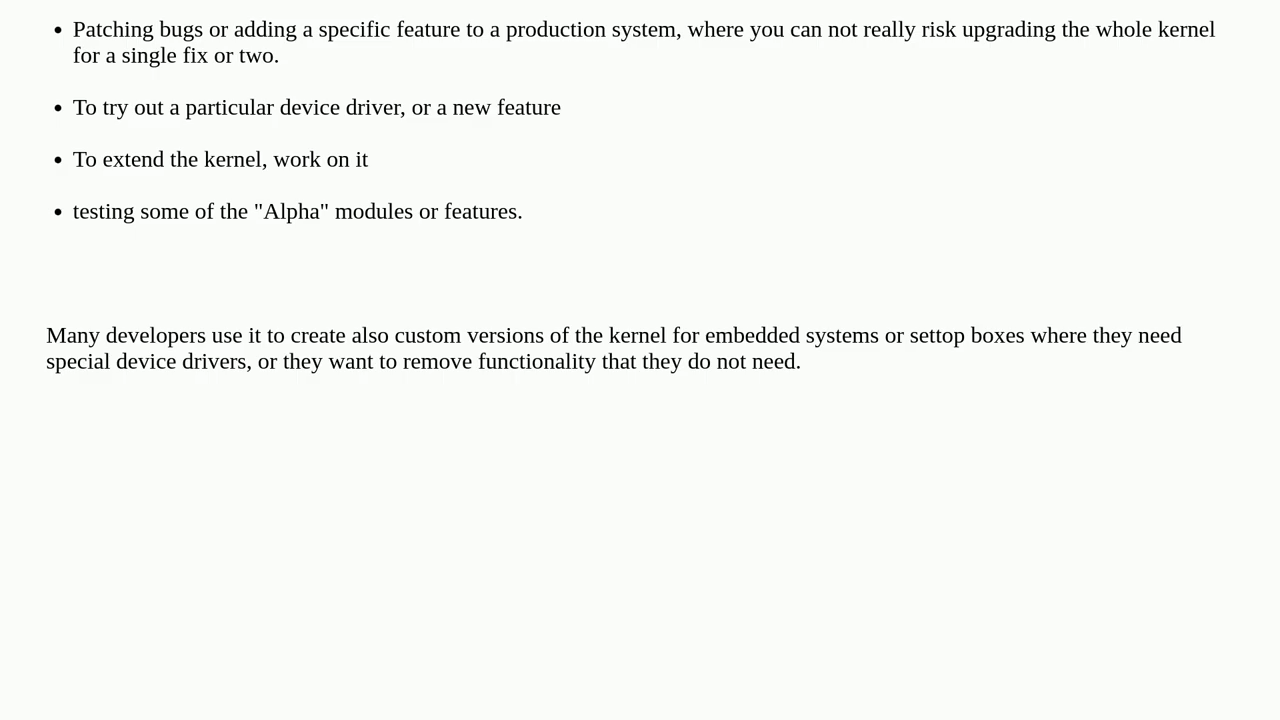 • Patching bugs or adding a specific feature to a production system, where you can not really risk upgrading the whole kernel
for a single fix or two.
• To try out a particular device driver, or a new feature
• To extend the kernel, work on it
• testing some of the "Alpha" modules or features.
Many developers use it to create also custom versions of the kernel for embedded systems or settop boxes where they need
special device drivers, or they want to remove functionality that they do not need.